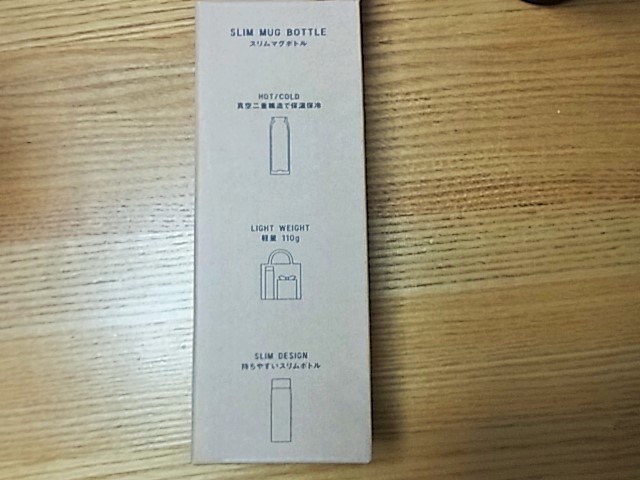 SLIM MUG BOTTLE
スリムマグボトル
HOT/COLD
真空二重構造で保温保冷
LIGHT WEIGHT
軽量 110g
SLIM DESIGN
持ちやすいスリムボトル